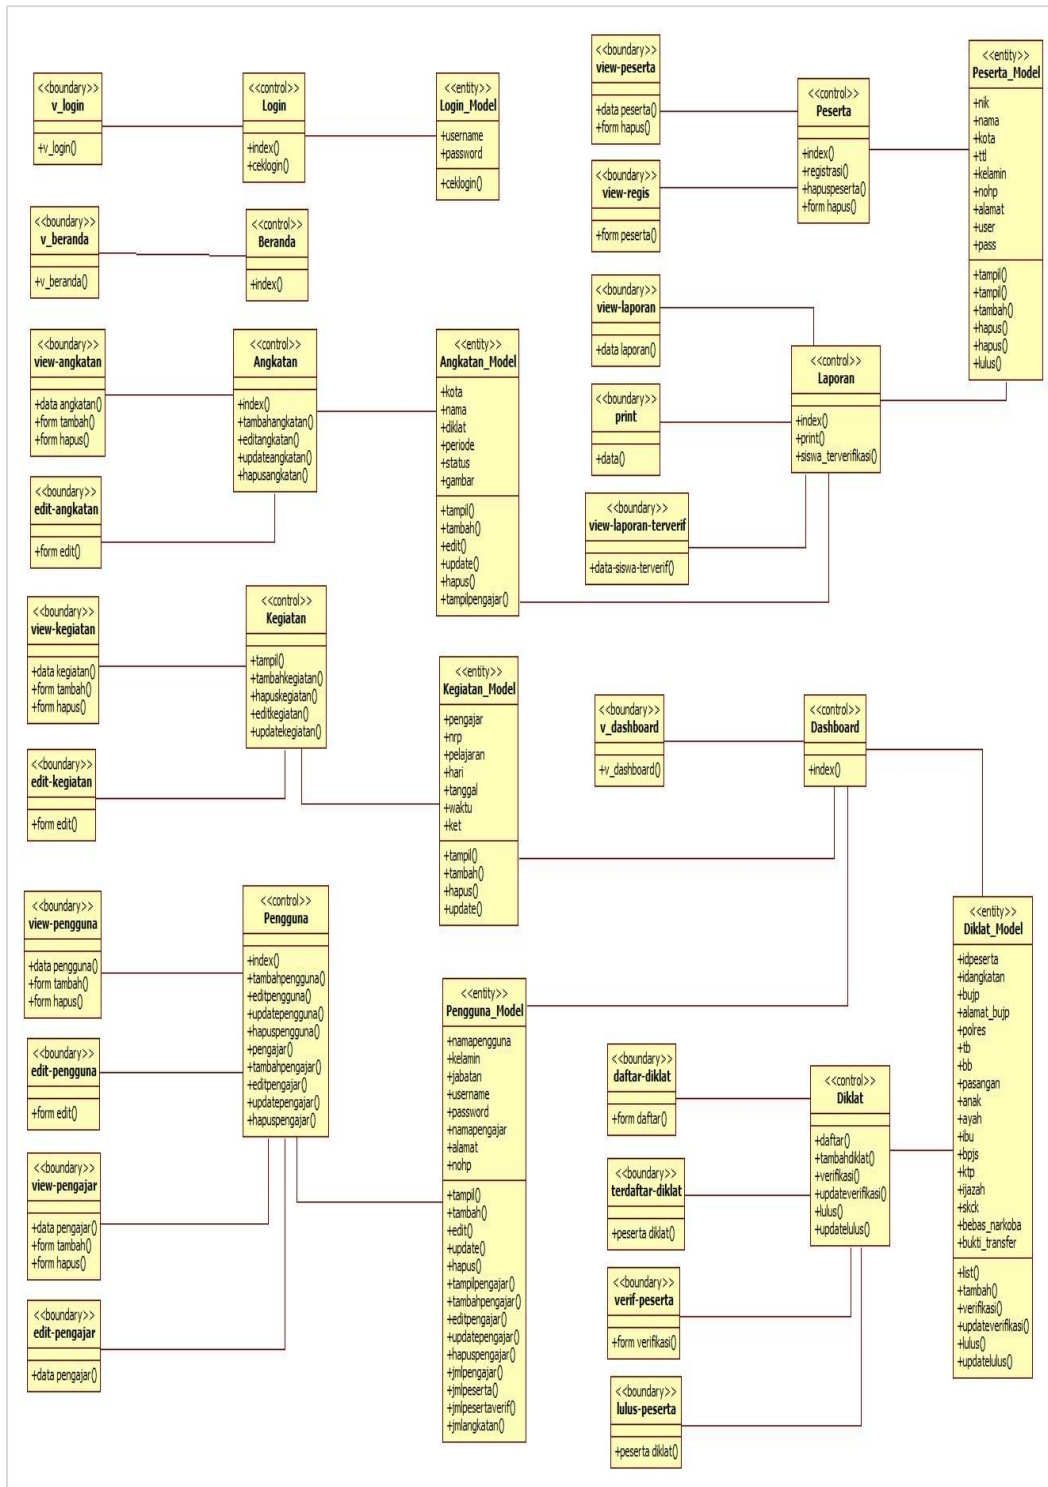 <<boundary>>
v_login
+v_login()
<<control>>
Login
+index()
+ceklogin()
<<entity>>
Login_Model
+username
+password
+ceklogin()
<<boundary>>
v_beranda
+v_beranda()
<<control>>
Beranda
+index()
<<boundary>>
view-angkatan
+data angkatan()
+form tambah()
+form hapus()
<<boundary>>
edit-angkatan
+form edit()
<<control>>
Angkatan
+index()
+tambahangkatan()
+editangkatan()
+updateangkatan()
+hapusangkatan()
<<entity>>
Angkatan_Model
+kota
+nama
+diklat
+periode
+status
+gambar
+tampil()
+tambah()
+edit()
+update()
+hapus()
+tampilpengajar()
<<boundary>>
view-kegiatan
+data kegiatan()
+form tambah()
+form hapus()
<<boundary>>
edit-kegiatan
+form edit()
<<control>>
Kegiatan
+tampil()
+tambahkegiatan()
+hapuskegiatan()
+editkegiatan()
+updatekegiatan()
<<entity>>
Kegiatan_Model
+pengajar
+nrp
+pelajaran
+hari
+tanggal
+waktu
+ket
+tampil()
+tambah()
+hapus()
+update()
<<boundary>>
view-pengguna
+data pengguna()
+form tambah()
+form hapus()
<<boundary>>
edit-pengguna
+form edit()
<<boundary>>
view-pengajar
+data pengajar()
+form tambah()
+form hapus()
<<boundary>>
edit-pengajar
+data pengajar()
<<control>>
Pengguna
+index()
+tambahpengguna()
+editpengguna()
+updatepengguna()
+hapuspengguna()
+pengajar()
+tambahpengajar()
+editpengajar()
+updatepengajar()
+hapuspengajar()
<<entity>>
Pengguna_Model
+namapengguna
+kelamin
+jabatan
+username
+password
+namapengajar
+alamat
+nohp
+tampil()
+tambah()
+edit()
+update()
+hapus()
+tampilpengajar()
+tambahpengajar()
+editpengajar()
+updatepengajar()
+hapuspengajar()
+jmlpengajar()
+jmlpeserta()
+jmlpesertaverif()
+jmlangkatan()
<<boundary>>
view-peserta
+data peserta()
+form hapus()
<<boundary>>
view-regis
+form peserta()
<<control>>
Peserta
+index()
+registrasi()
+hapuspeserta()
+form hapus()
<<entity>>
Peserta_Model
+nik
+nama
+kota
+ttl
+kelamin
+nohp
+alamat
+user
+pass
+tampil()
+tampil()
+tambah()
+hapus()
+hapus()
+lulus()
<<boundary>>
view-laporan
+data laporan()
<<boundary>>
print
+data()
<<boundary>>
view-laporan-terverif
+data-siswa-terverif()
<<control>>
Laporan
+index()
+print()
+siswa_terverifikasi()
<<boundary>>
v_dashboard
+v_dashboard()
<<control>>
Dashboard
+index()
<<entity>>
Diklat_Model
+idpeserta
+idangkatan
+bujp
+alamat_bujp
+polres
+tb
+bb
+pasangan
+anak
+ayah
+ibu
+bpjs
+ktp
+ijazah
+skck
+bebas_narkoba
+bukti_transfer
+list()
+tambah()
+verifikasi()
+updateverifikasi()
+lulus()
+updatelulus()
<<boundary>>
daftar-diklat
+form daftar()
<<boundary>>
terdaftar-diklat
+peserta diklat()
<<boundary>>
verif-peserta
+form verifikasi()
<<boundary>>
lulus-peserta
+peserta diklat()
<<control>>
Diklat
+daftar()
+tambahdiklat()
+verifikasi()
+updateverifikasi()
+lulus()
+updatelulus()